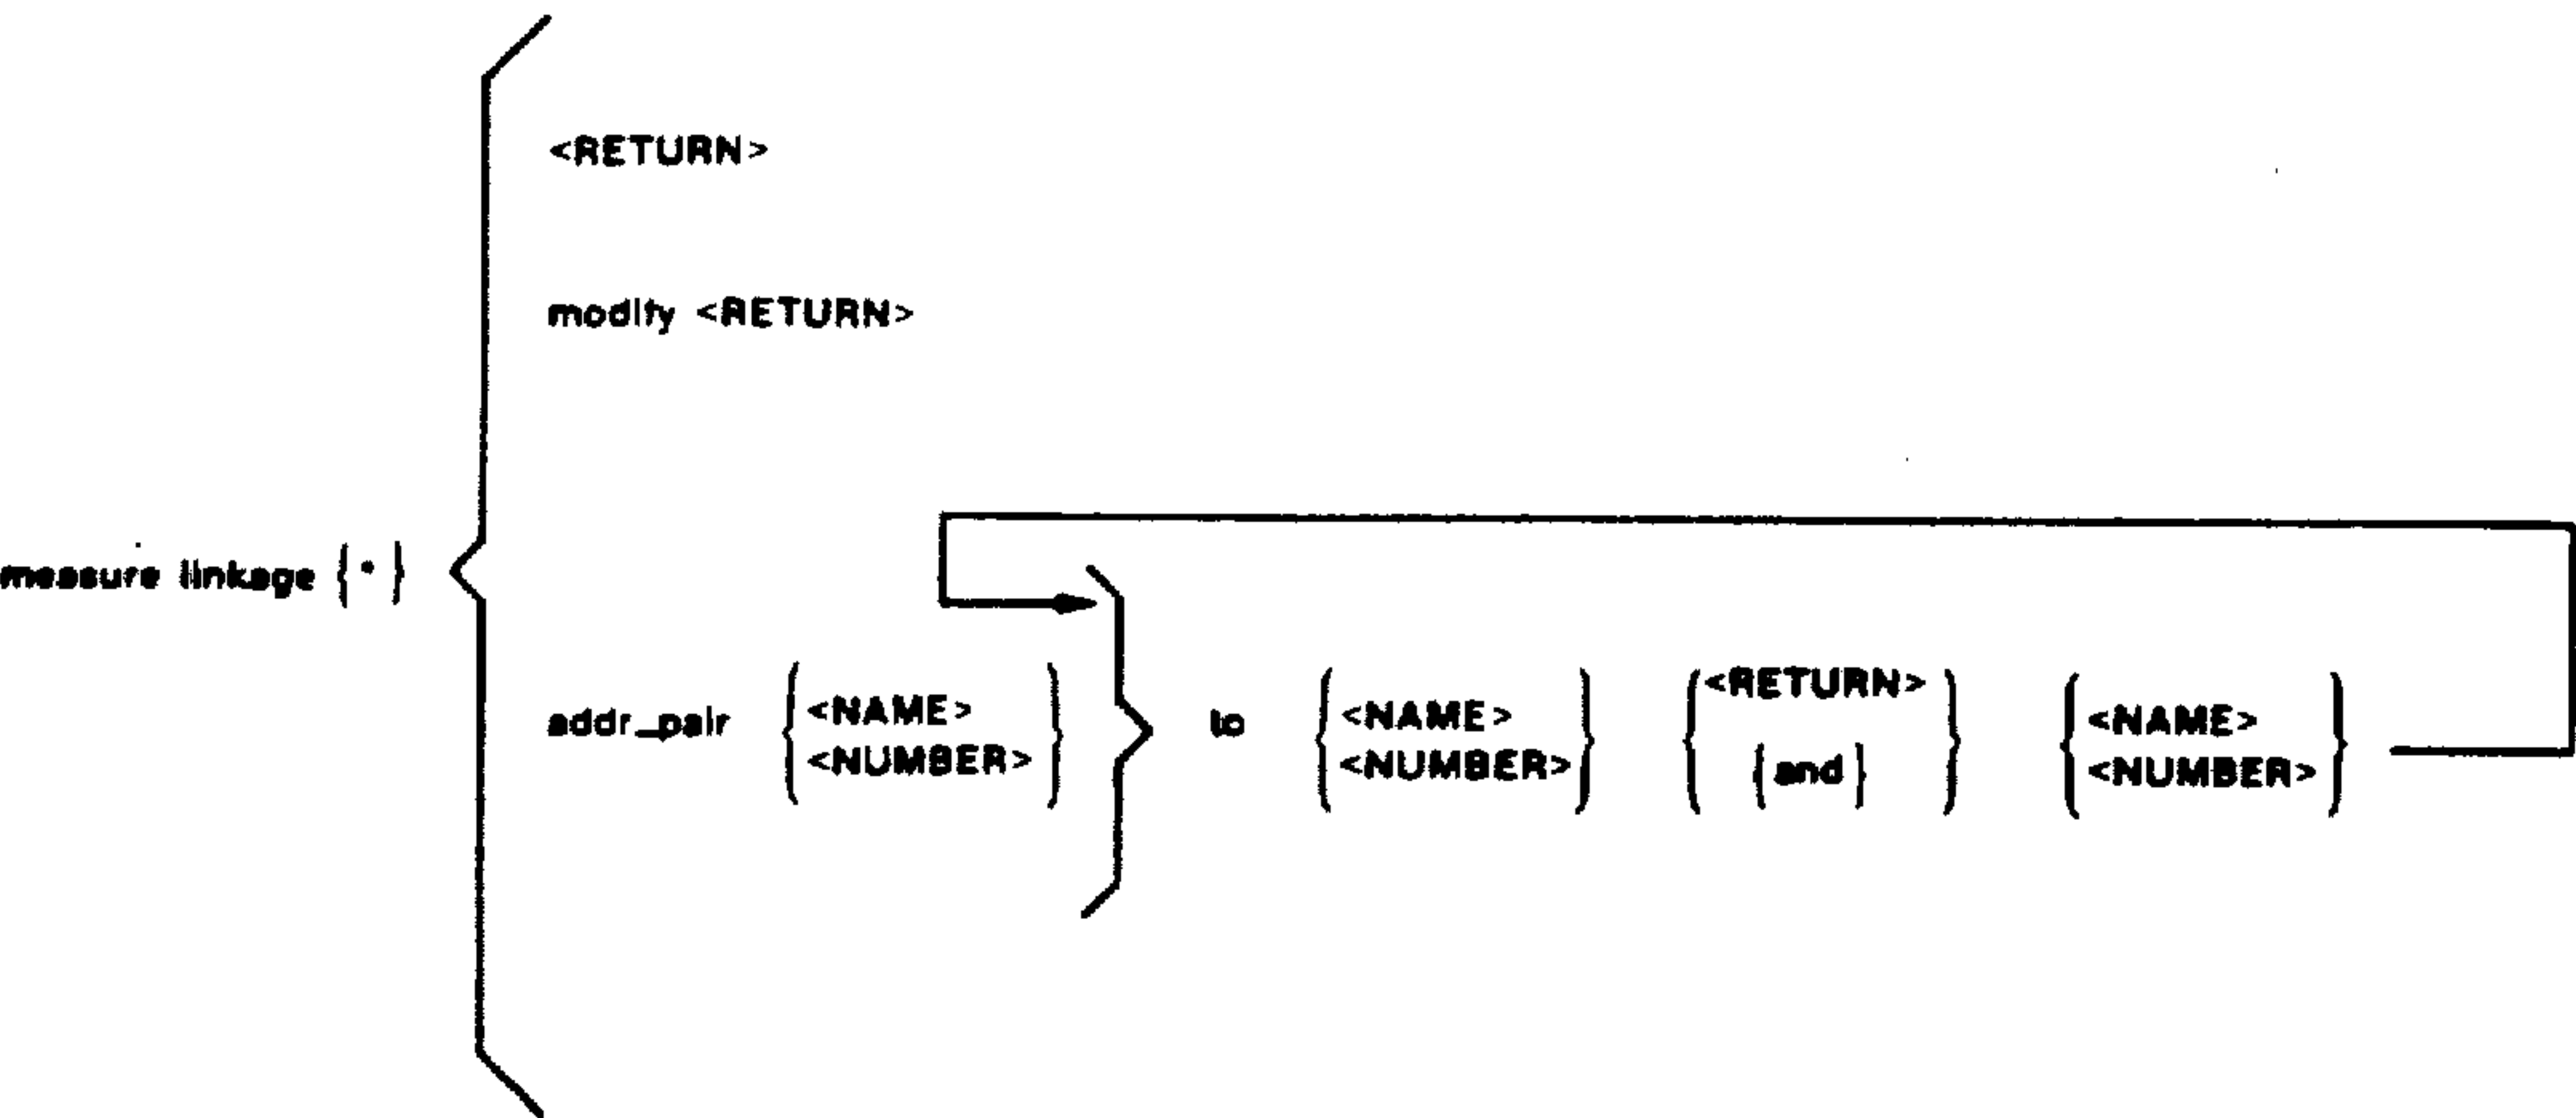 <RETURN>
modify <RETURN>
measure linkage {*}
addr_pair {<NAME> <NUMBER>} to {<NAME> <NUMBER>} {<RETURN> {and}} {<NAME> <NUMBER>}